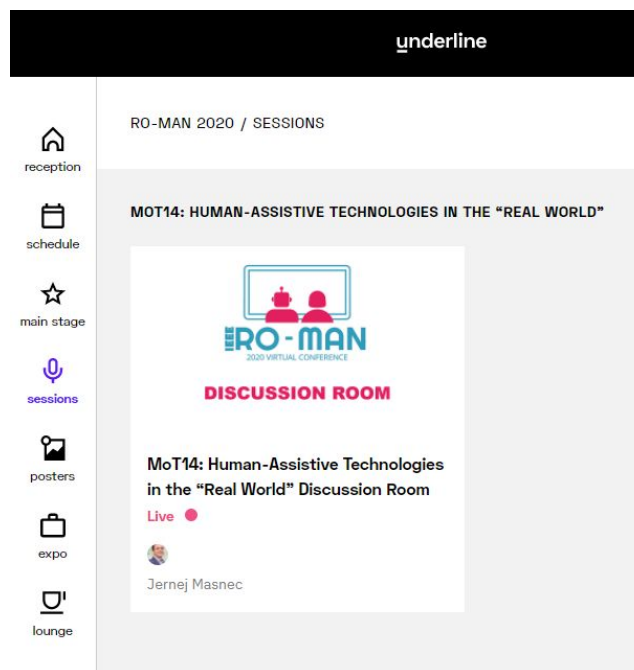 underline
RO-MAN 2020 / SESSIONS
reception
schedule
main stage
sessions
posters
expo
lounge
MOT14: HUMAN-ASSISTIVE TECHNOLOGIES IN THE “REAL WORLD”
IEEE RO-MAN
2020 VIRTUAL CONFERENCE
DISCUSSION ROOM
MoT14: Human-Assistive Technologies
in the “Real World” Discussion Room
Live
Jernej Masnec